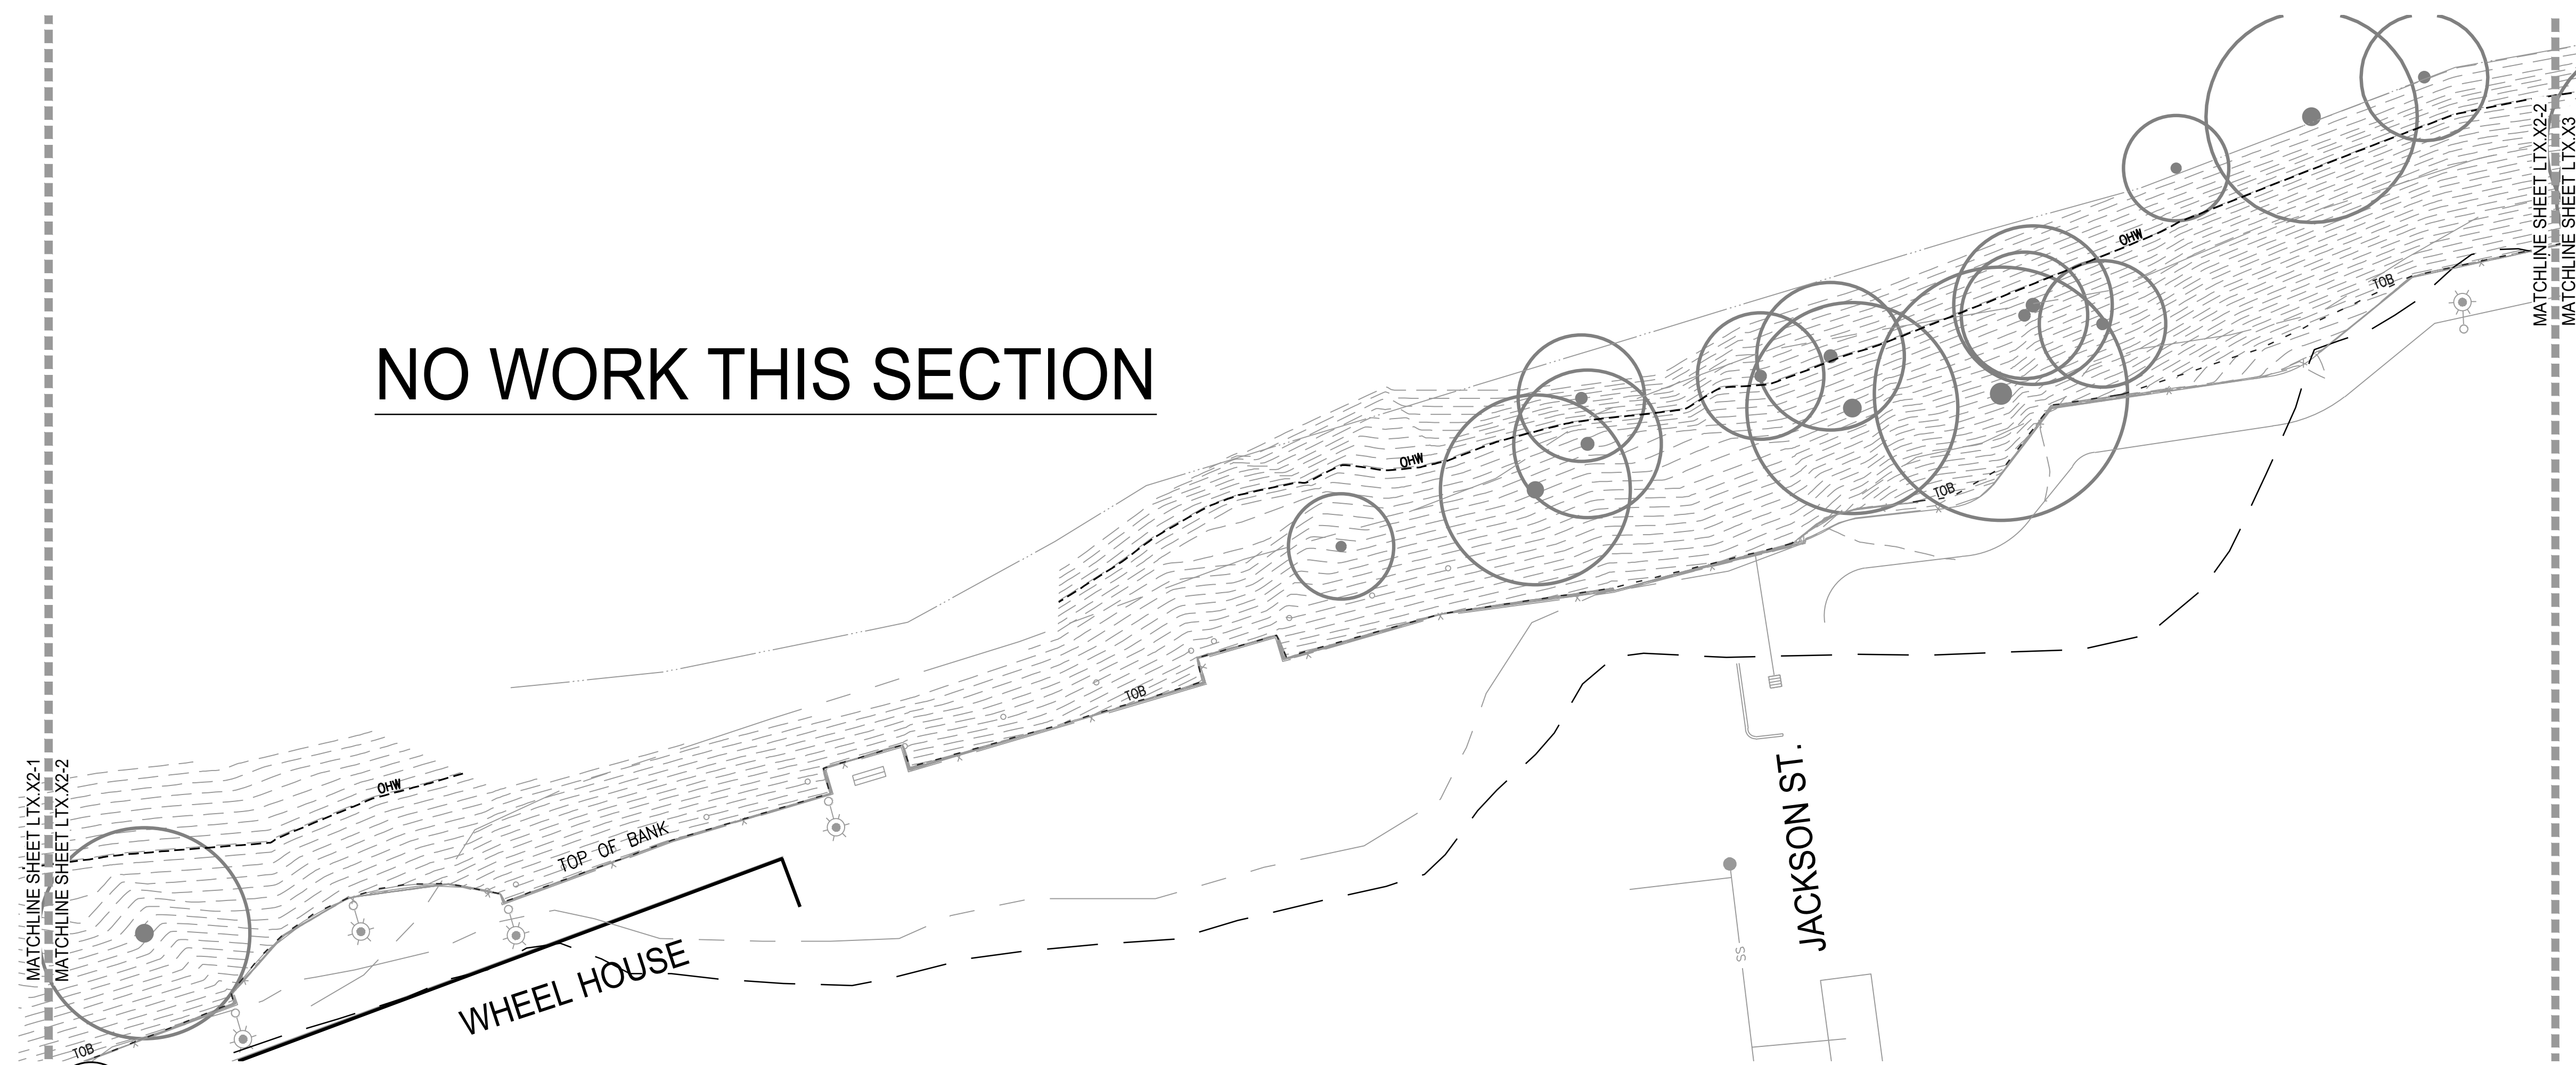 MATCHLINE SHEET LTX.X2-1
MATCHLINE SHEET LTX.X2-2
NO WORK THIS SECTION
OHW
TOP OF BANK
WHEEL HOUSE
TOB
TOB
OHW
TOB
OHW
TOB
JACKSON ST.
SS
MATCHLINE SHEET LTX.X2-2
MATCHLINE SHEET LTX.X3